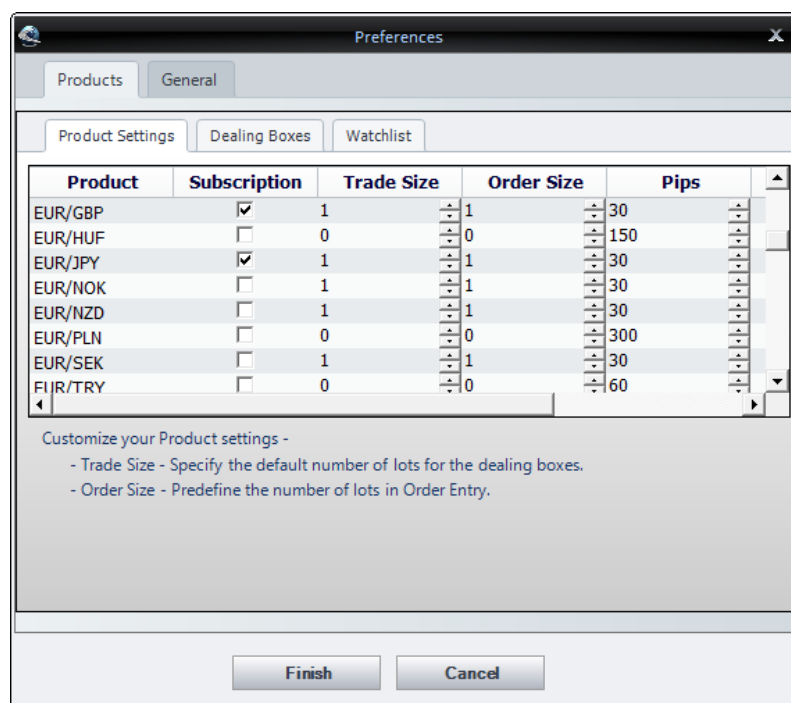 Preferences
Products General
Product Settings Dealing Boxes Watchlist
Product Subscription Trade Size Order Size Pips
EUR/GBP 1 1 30
EUR/HUF 0 0 150
EUR/JPY 1 1 30
EUR/NOK 1 1 30
EUR/NZD 1 1 30
EUR/PLN 0 0 300
EUR/SEK 1 1 30
EUR/TRY 0 0 60
Customize your Product settings -
- Trade Size - Specify the default number of lots for the dealing boxes.
- Order Size - Predefine the number of lots in Order Entry.
Finish Cancel